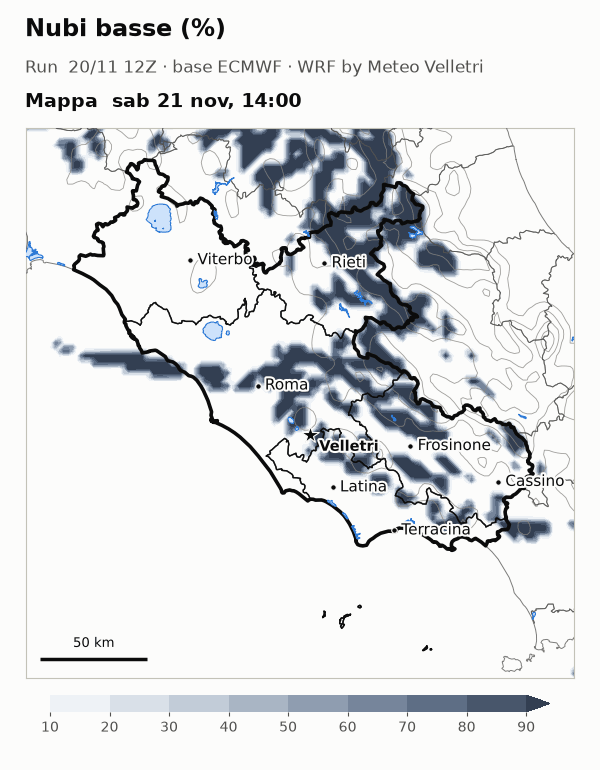 Nubi basse (%)
Run  20/11 12Z · base ECMWF · WRF by Meteo Velletri
Mappa  sab 21 nov, 14:00
Viterbo
Rieti
Roma
Velletri
Frosinone
Cassino
Latina
Terracina
50 km
10 20 30 40 50 60 70 80 90